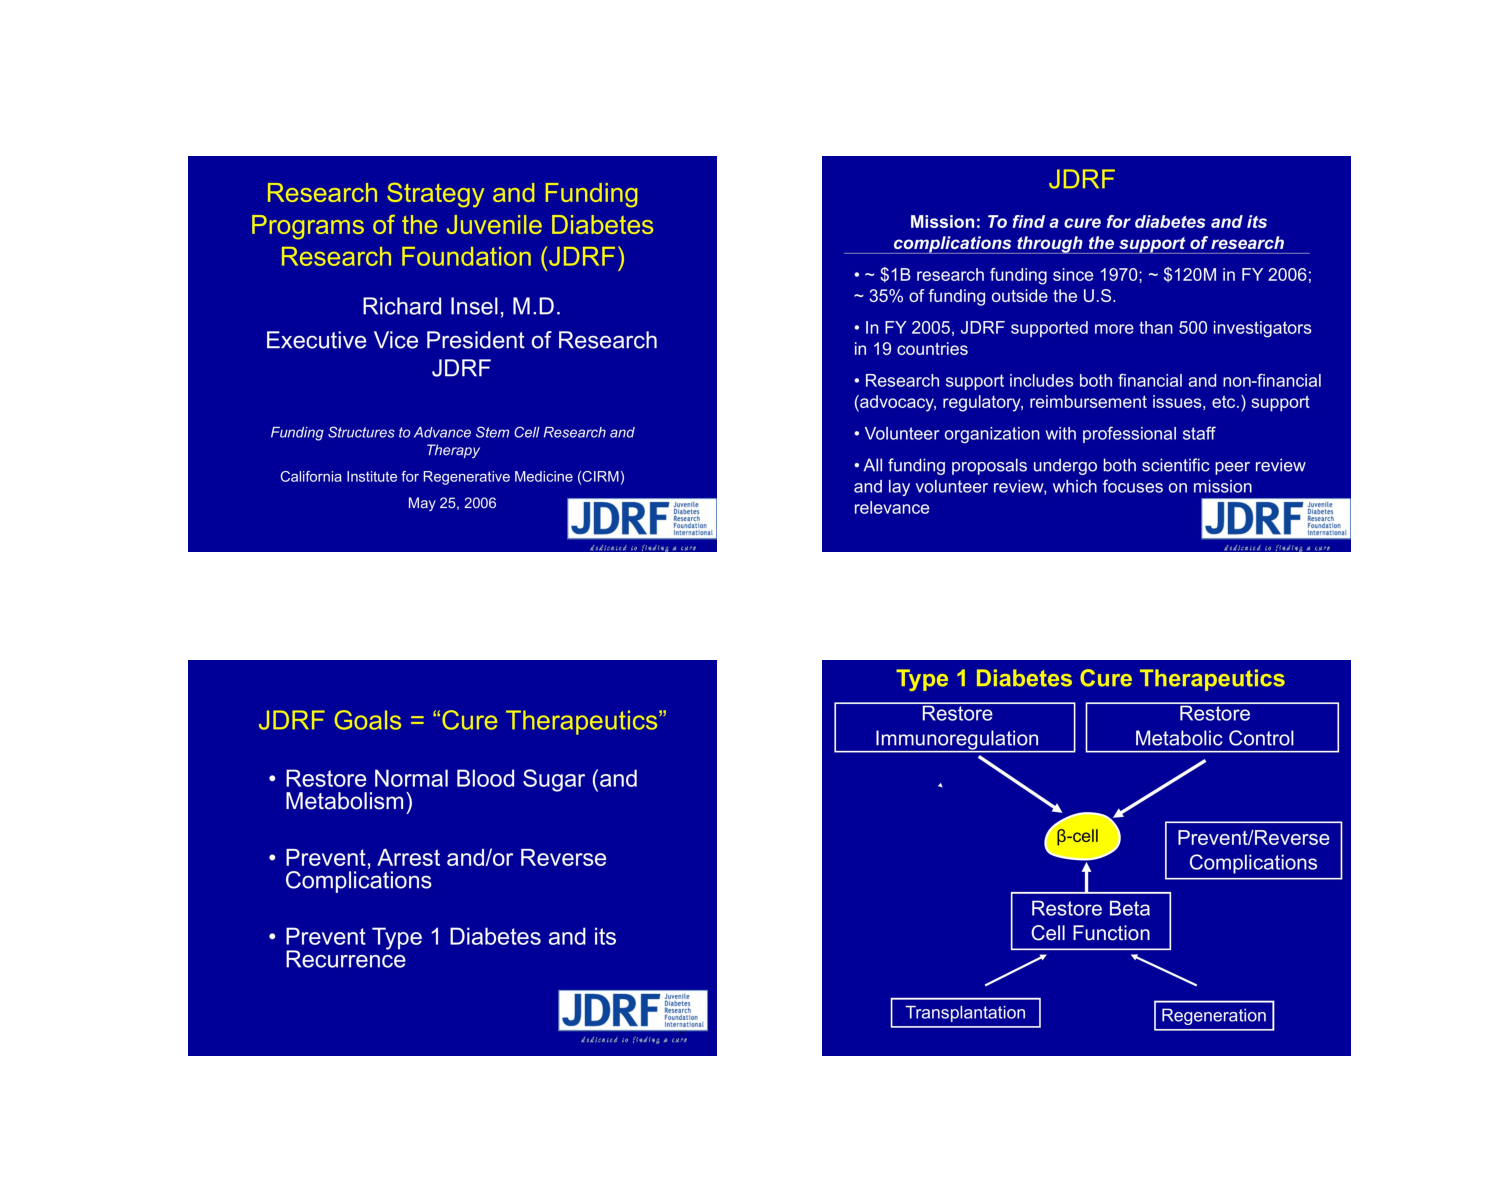 Research Strategy and Funding
Programs of the Juvenile Diabetes
Research Foundation (JDRF)
Richard Insel, M.D.
Executive Vice President of Research
JDRF
Funding Structures to Advance Stem Cell Research and
Therapy
California Institute for Regenerative Medicine (CIRM)
May 25, 2006
JDRF Juvenile
Diabetes
Research
Foundation
International
dedicated to finding a cure
JDRF
Mission: To find a cure for diabetes and its
complications through the support of research
• ~ $1B research funding since 1970; ~ $120M in FY 2006;
~ 35% of funding outside the U.S.
• In FY 2005, JDRF supported more than 500 investigators
in 19 countries
• Research support includes both financial and non-financial
(advocacy, regulatory, reimbursement issues, etc.) support
• Volunteer organization with professional staff
• All funding proposals undergo both scientific peer review
and lay volunteer review, which focuses on mission
relevance
JDRF Juvenile
Diabetes
Research
Foundation
International
dedicated to finding a cure
JDRF Goals = “Cure Therapeutics”
• Restore Normal Blood Sugar (and
Metabolism)
• Prevent, Arrest and/or Reverse
Complications
• Prevent Type 1 Diabetes and its
Recurrence
JDRF Juvenile
Diabetes
Research
Foundation
International
dedicated to finding a cure
Type 1 Diabetes Cure Therapeutics
Restore
Immunoregulation
Restore
Metabolic Control
β-cell
Prevent/Reverse
Complications
Restore Beta
Cell Function
Transplantation
Regeneration